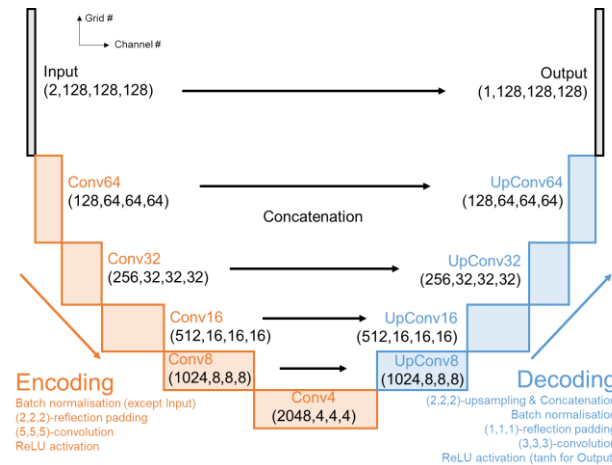 Grid #
Channel #
Input
(2,128,128,128)
Output
(1,128,128,128)
Conv64
(128,64,64,64)
UpConv64
(128,64,64,64)
Concatenation
Conv32
(256,32,32,32)
UpConv32
(256,32,32,32)
Conv16
(512,16,16,16)
UpConv16
(512,16,16,16)
Conv8
(1024,8,8,8)
UpConv8
(1024,8,8,8)
Conv4
(2048,4,4,4)
Encoding
Batch normalisation (except Input)
(2,2,2)-reflection padding
(5,5,5)-convolution
ReLU activation
Decoding
(2,2,2)-upsampling & Concatenation
Batch normalisation
(1,1,1)-reflection padding
(3,3,3)-convolution
ReLU activation (tanh for Output)